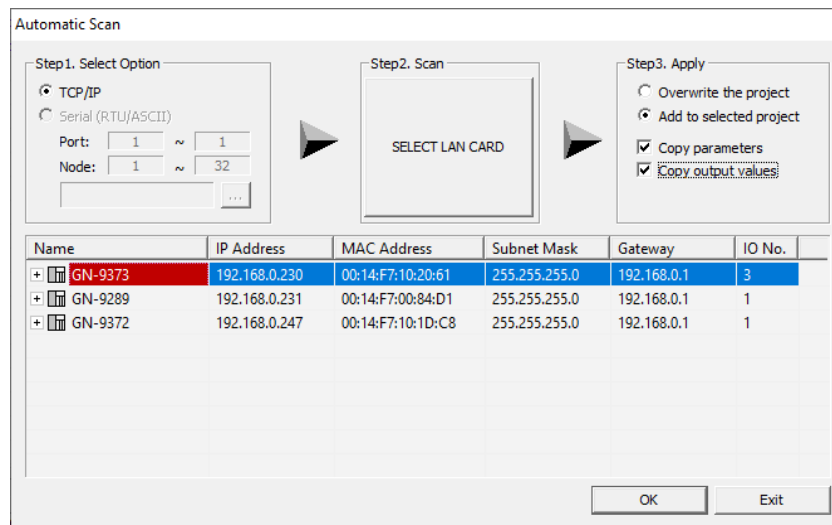 Automatic Scan
Step1. Select Option
TCP/IP
Serial (RTU/ASCII)
Port: 1 ~ 1
Node: 1 ~ 32
...
Step2. Scan
SELECT LAN CARD
Step3. Apply
Overwrite the project
Add to selected project
Copy parameters
Copy output values
Name IP Address MAC Address Subnet Mask Gateway IO No.
GN-9373 192.168.0.230 00:14:F7:10:20:61 255.255.255.0 192.168.0.1 3
GN-9289 192.168.0.231 00:14:F7:00:84:D1 255.255.255.0 192.168.0.1 1
GN-9372 192.168.0.247 00:14:F7:10:1D:C8 255.255.255.0 192.168.0.1 1
OK Exit